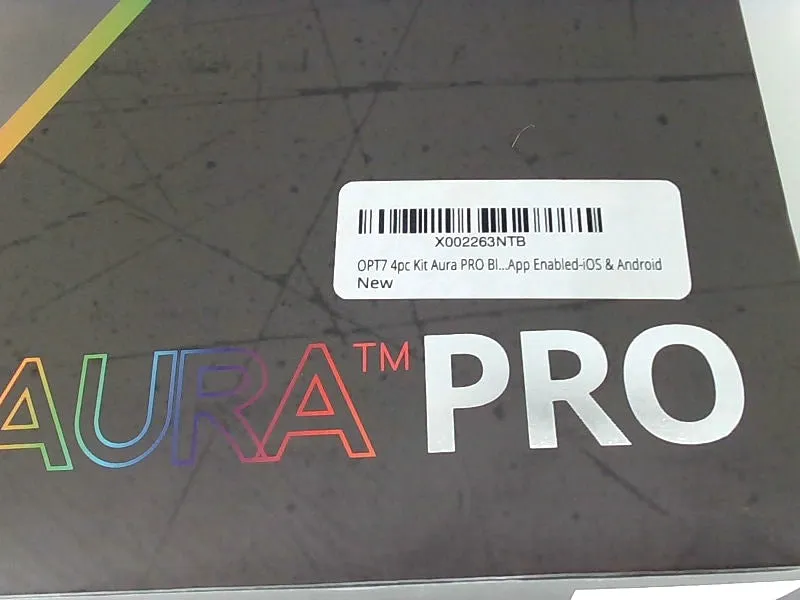 X002263NTB
OPT7 4pc Kit Aura PRO Bl...App Enabled-iOS & Android
New
AURA™ PRO